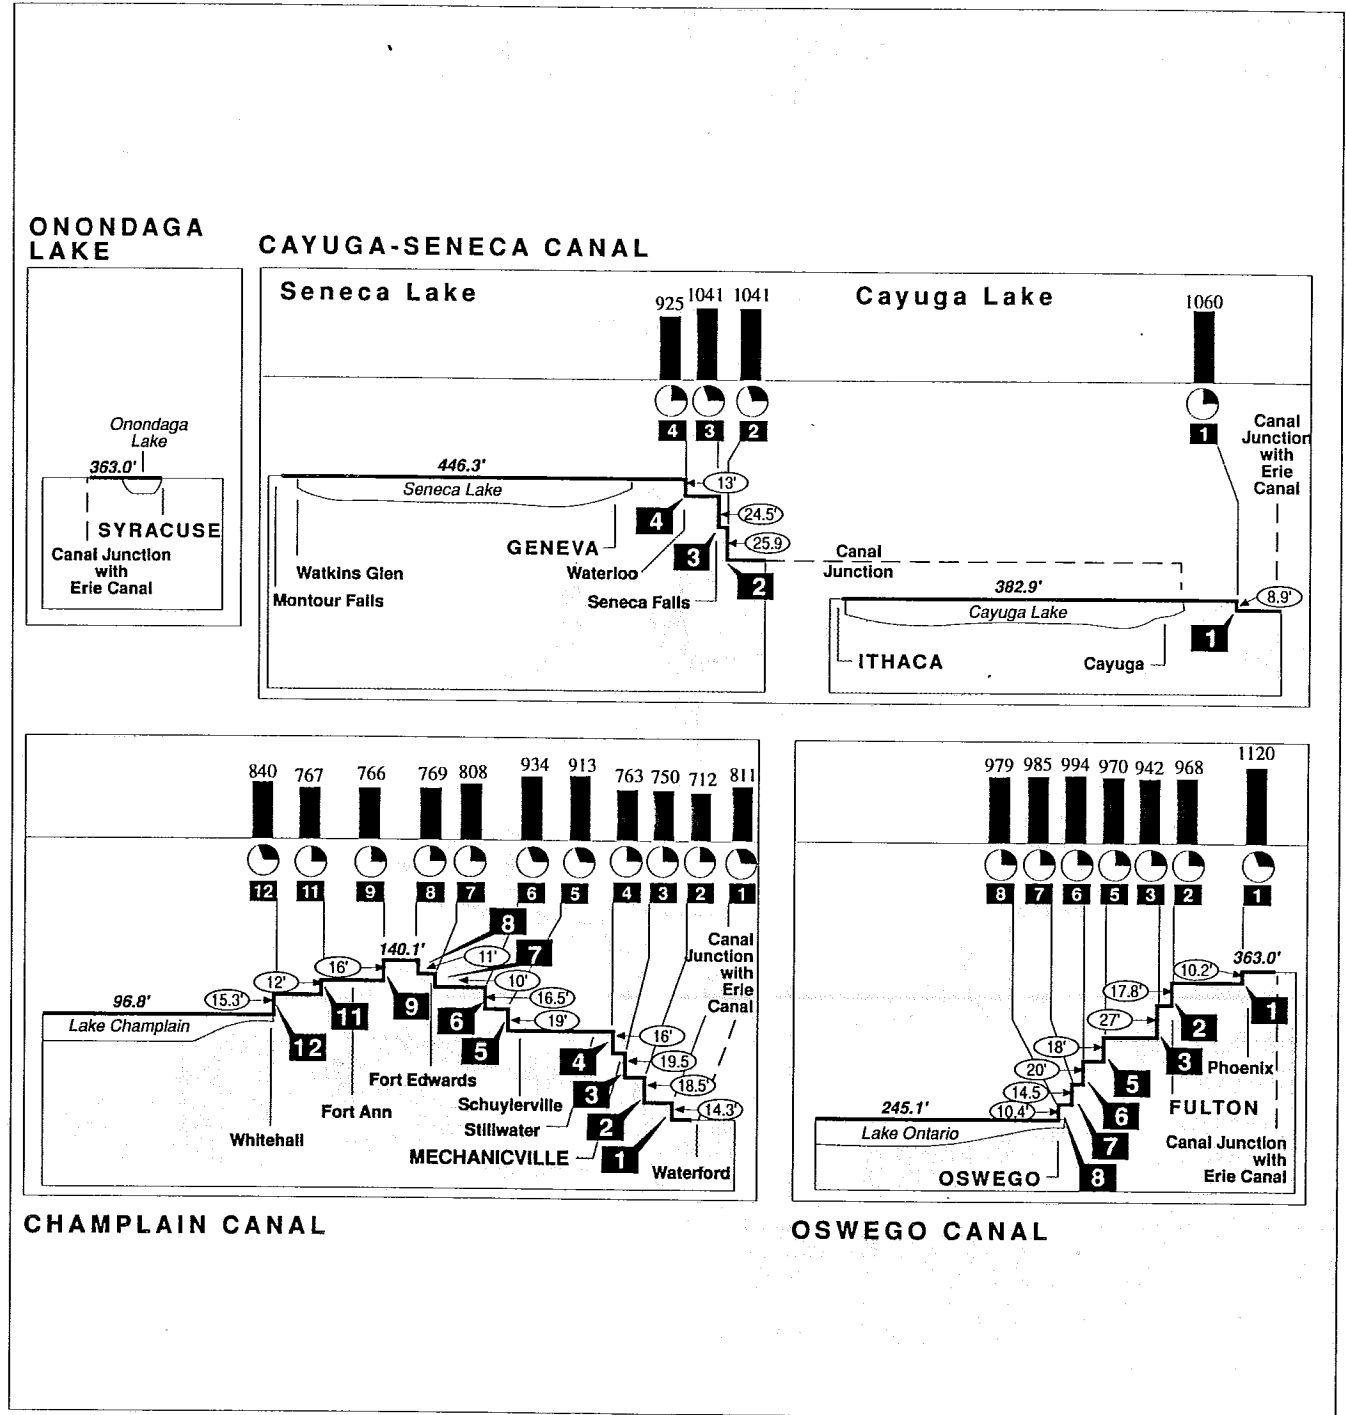 ONONDAGA
LAKE
Onondaga
Lake
363.0'
SYRACUSE
Canal Junction
with
Erie Canal
CAYUGA-SENECA CANAL
Seneca Lake
Cayuga Lake
925 1041 1041
1060
4 3 2
1
446.3'
Seneca Lake
13'
24.5'
25.9
4
3
2
GENEVA
Waterloo
Seneca Falls
Watkins Glen
Montour Falls
Canal
Junction
Canal
Junction
with
Erie
Canal
382.9'
Cayuga Lake
8.9'
1
ITHACA
Cayuga
840 767 766 769 808 934 913 763 750 712 811
12 11 9 8 7 6 5 4 3 2 1
Canal
Junction
with
Erie
Canal
96.8'
Lake Champlain
15.3'
12'
16'
140.1'
11'
10'
16.5'
19'
16'
19.5
18.5'
14.3'
12
11
9
8
7
6
5
4
3
2
1
Fort Edwards
Fort Ann
Whitehall
Schuylerville
Stillwater
MECHANICVILLE
Waterford
CHAMPLAIN CANAL
979 985 994 970 942 968 1120
8 7 6 5 3 2 1
363.0'
10.2'
17.8'
27'
18'
20'
14.5
10.4'
245.1'
Lake Ontario
1
2
3
5
6
7
8
Phoenix
FULTON
OSWEGO
Canal Junction
with
Erie Canal
OSWEGO CANAL